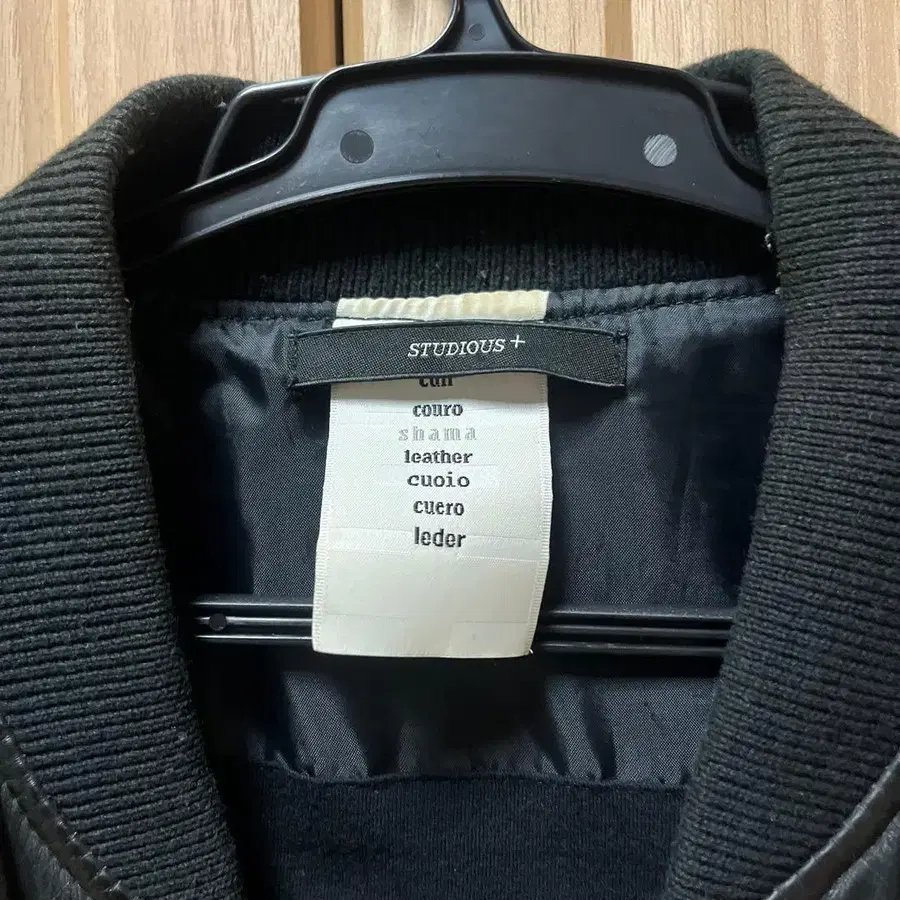 STUDIOUS+
couro
shama
leather
cuoio
cuero
leder